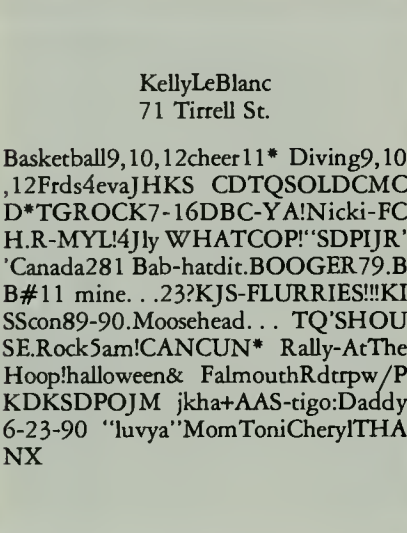 KellyLeBlanc
71 Tirrell St.
Basketball9,10,12cheer11* Diving9,10
,12Frds4evaJHKS CDTQSOLDCMC
D*TGROCK7-16DBC-YA!Nicki-FC
H.R-MYL!4Jly WHATCOP!"SDPIJR'
'Canada281 Bab-hatdit.BOOGER79.B
B#11 mine. . .23?KJS-FLURRIES!!!KI
SScon89-90.Moosehead. . . TQ'SHOU
SE.Rock5am!CANCUN* Rally-AtThe
Hoop!halloween& FalmouthRdtrpw/P
KDKSDPOJM jkha+AAS-tigo:Daddy
6-23-90 "luvya"MomToniCherylTHA
NX